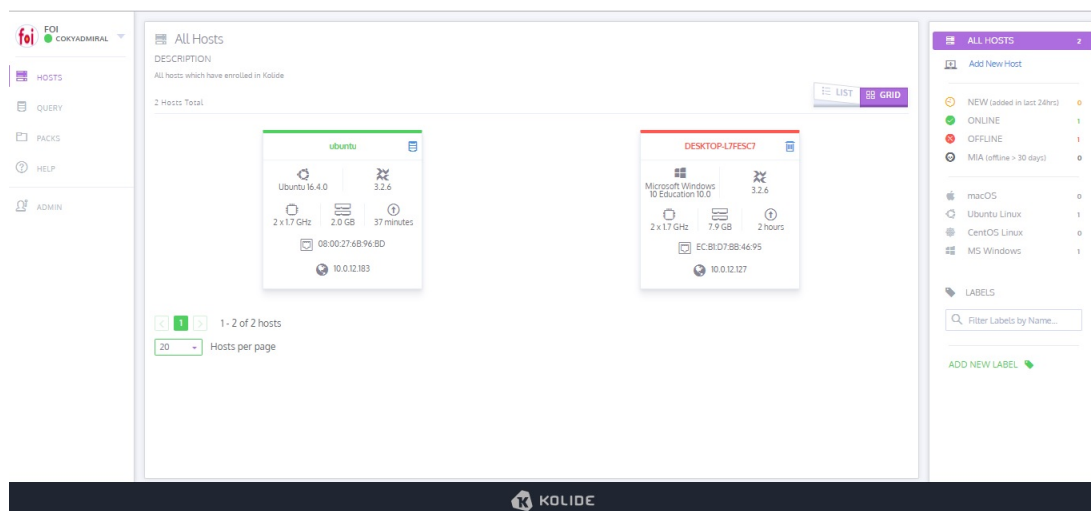 foi
FOI
COKYADMIRAL
HOSTS
QUERY
PACKS
HELP
ADMIN
All Hosts
DESCRIPTION
All hosts which have enrolled in Kolide
2 Hosts Total
LIST
GRID
ubuntu
Ubuntu 16.4.0
3.2.6
2 x 1.7 GHz
2.0 GB
37 minutes
08:00:27:6B:96:BD
10.0.12.183
DESKTOP-L7FESC7
Microsoft Windows
10 Education 10.0
3.2.6
2 x 1.7 GHz
7.9 GB
2 hours
EC:B1:D7:BB:46:95
10.0.12.127
1
1 - 2 of 2 hosts
20
Hosts per page
ALL HOSTS 2
Add New Host
NEW (added in last 24hrs) 0
ONLINE 1
OFFLINE 1
MIA (offline > 30 days) 0
macOS 0
Ubuntu Linux 1
CentOS Linux 0
MS Windows 1
LABELS
Filter Labels by Name...
ADD NEW LABEL
K KOLIDE